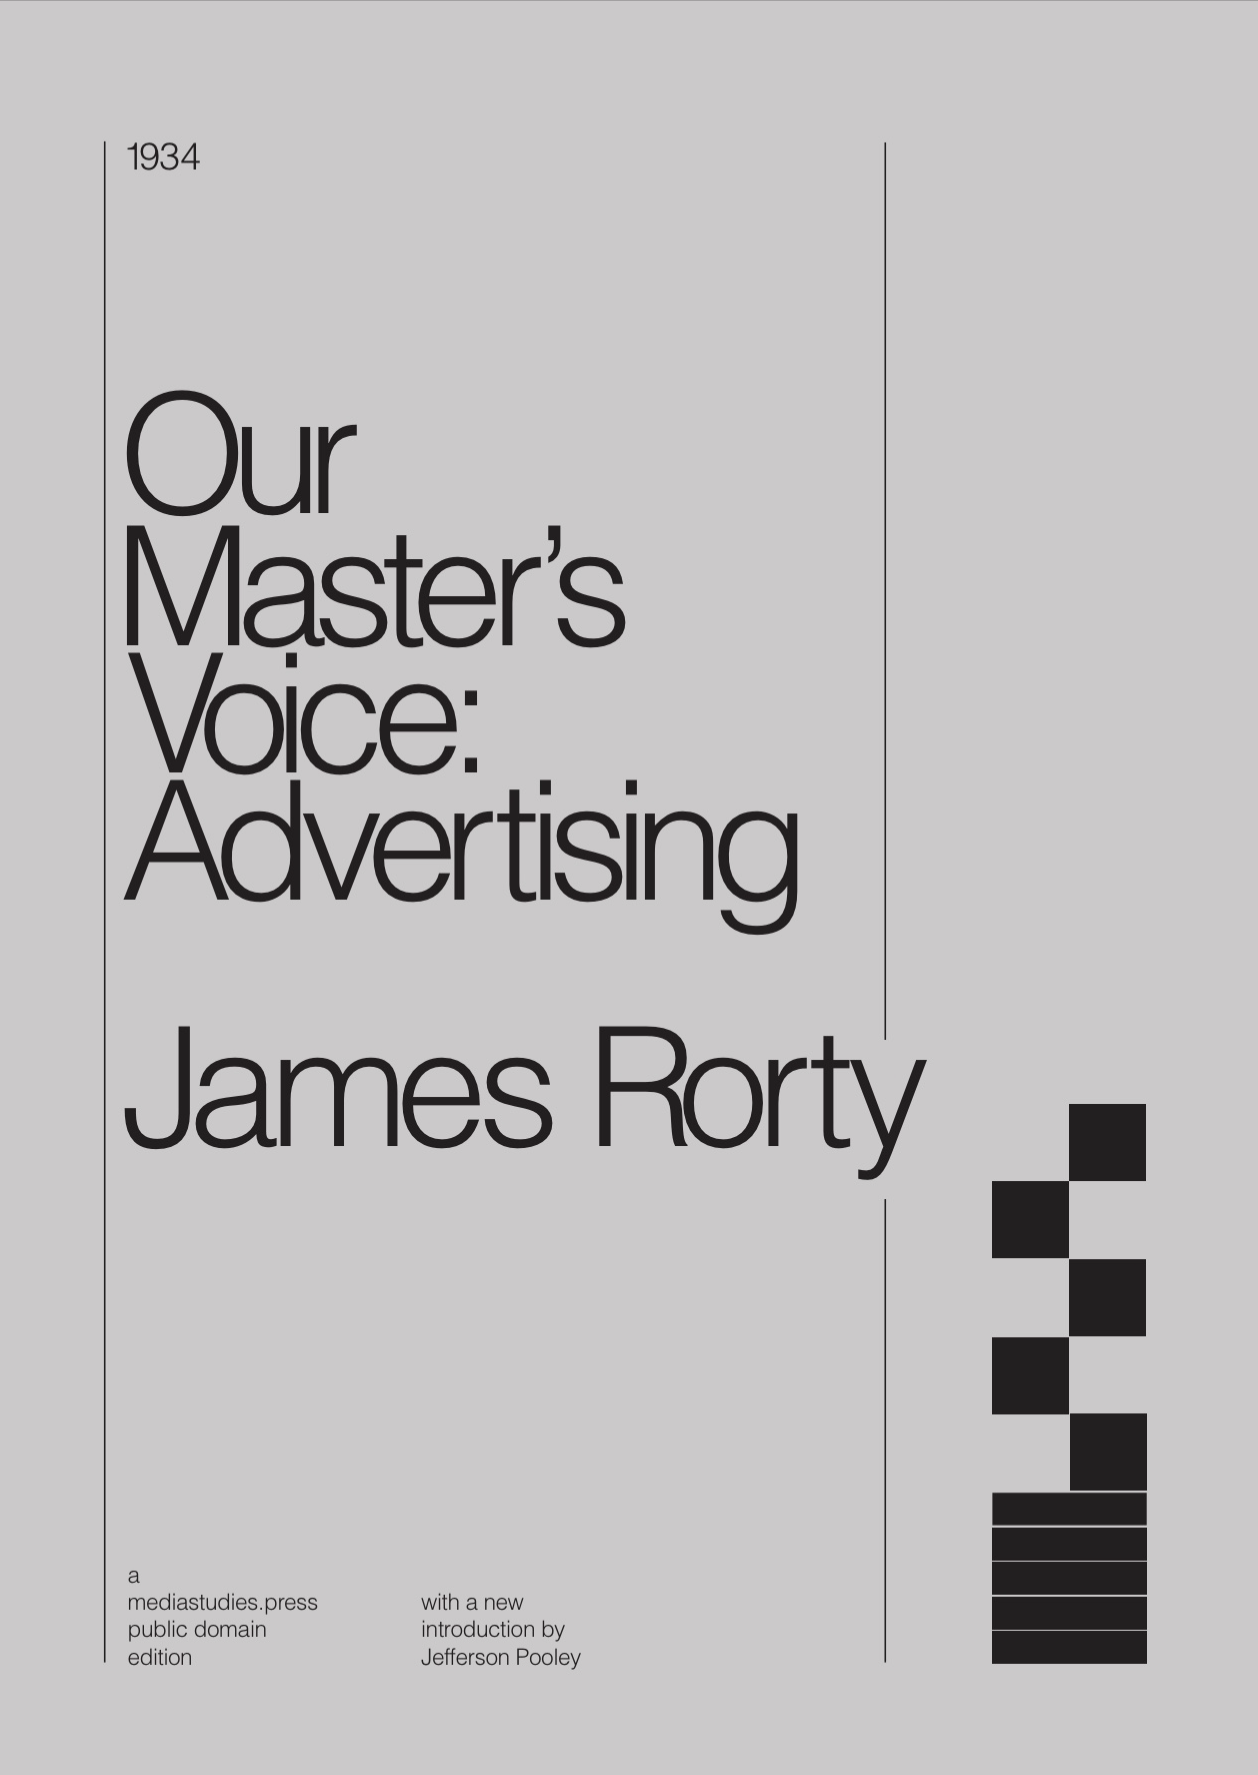 1934
Our
Master’s
Voice:
Advertising
James Rorty
a
mediastudies.press
public domain
edition
with a new
introduction by
Jefferson Pooley